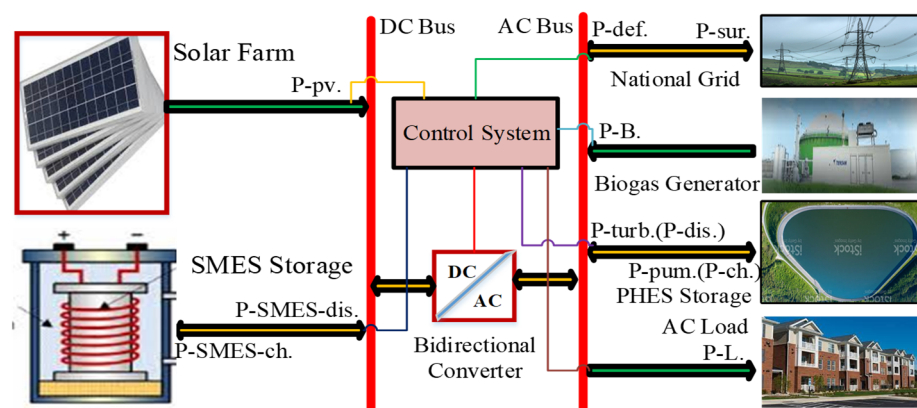 DC Bus
AC Bus
P-def.
P-sur.
Solar Farm
National Grid
P-pv.
Control System
P-B.
Biogas Generator
+
-
SMES Storage
DC
AC
P-turb.(P-dis.)
iStock
P-pum.(P-ch.)
PHES Storage
P-SMES-dis.
P-SMES-ch.
Bidirectional
Converter
AC Load
P-L.